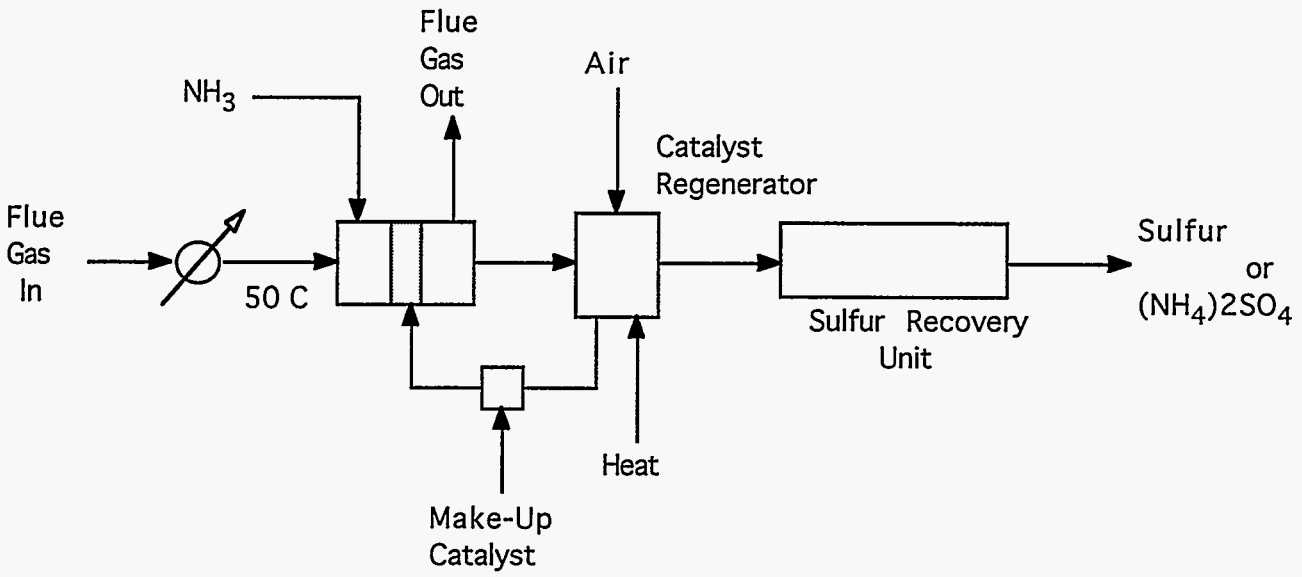 Flue
Gas
Out
Air
NH3
Catalyst
Regenerator
Flue
Gas
In
50 C
Sulfur
or
(NH4)2SO4
Sulfur Recovery
Unit
Heat
Make-Up
Catalyst